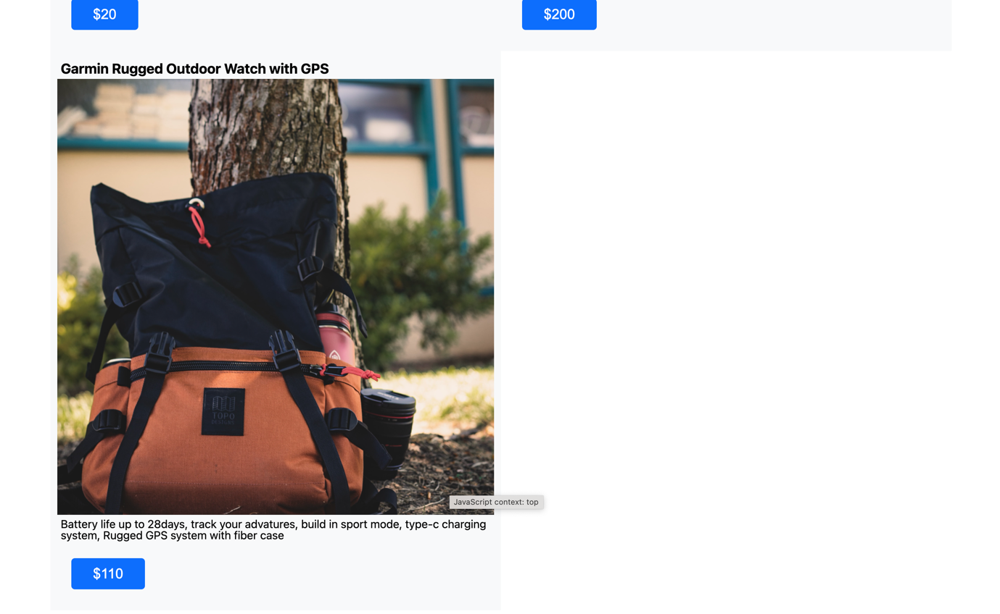 $20
$200
Garmin Rugged Outdoor Watch with GPS
TOPO
DESIGNS
JavaScript context: top
Battery life up to 28days, track your advatures, build in sport mode, type-c charging
system, Rugged GPS system with fiber case
$110